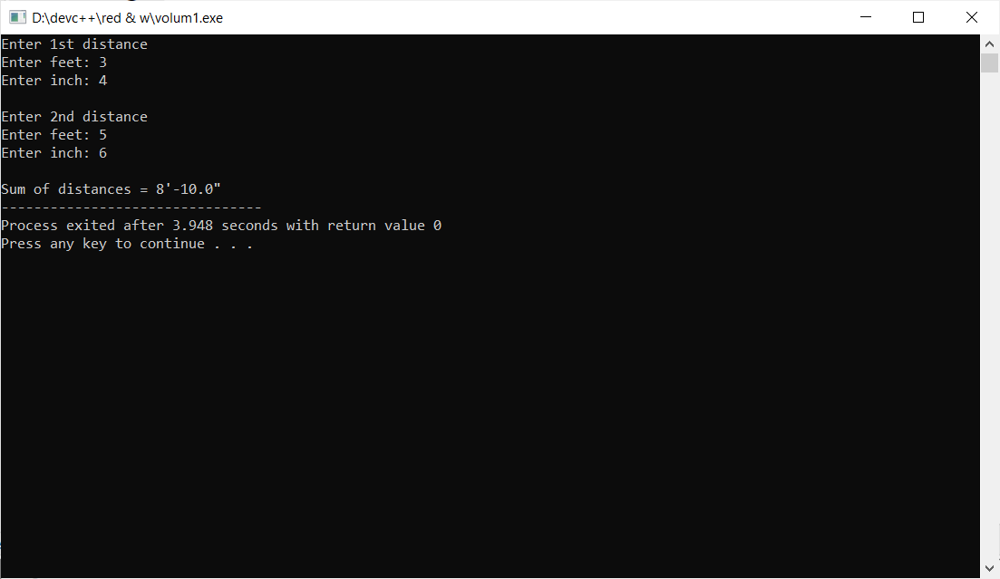 D:\devc++\red & w\volum1.exe
Enter 1st distance
Enter feet: 3
Enter inch: 4
Enter 2nd distance
Enter feet: 5
Enter inch: 6
Sum of distances = 8'-10.0"
--------------------------------
Process exited after 3.948 seconds with return value 0
Press any key to continue . . .